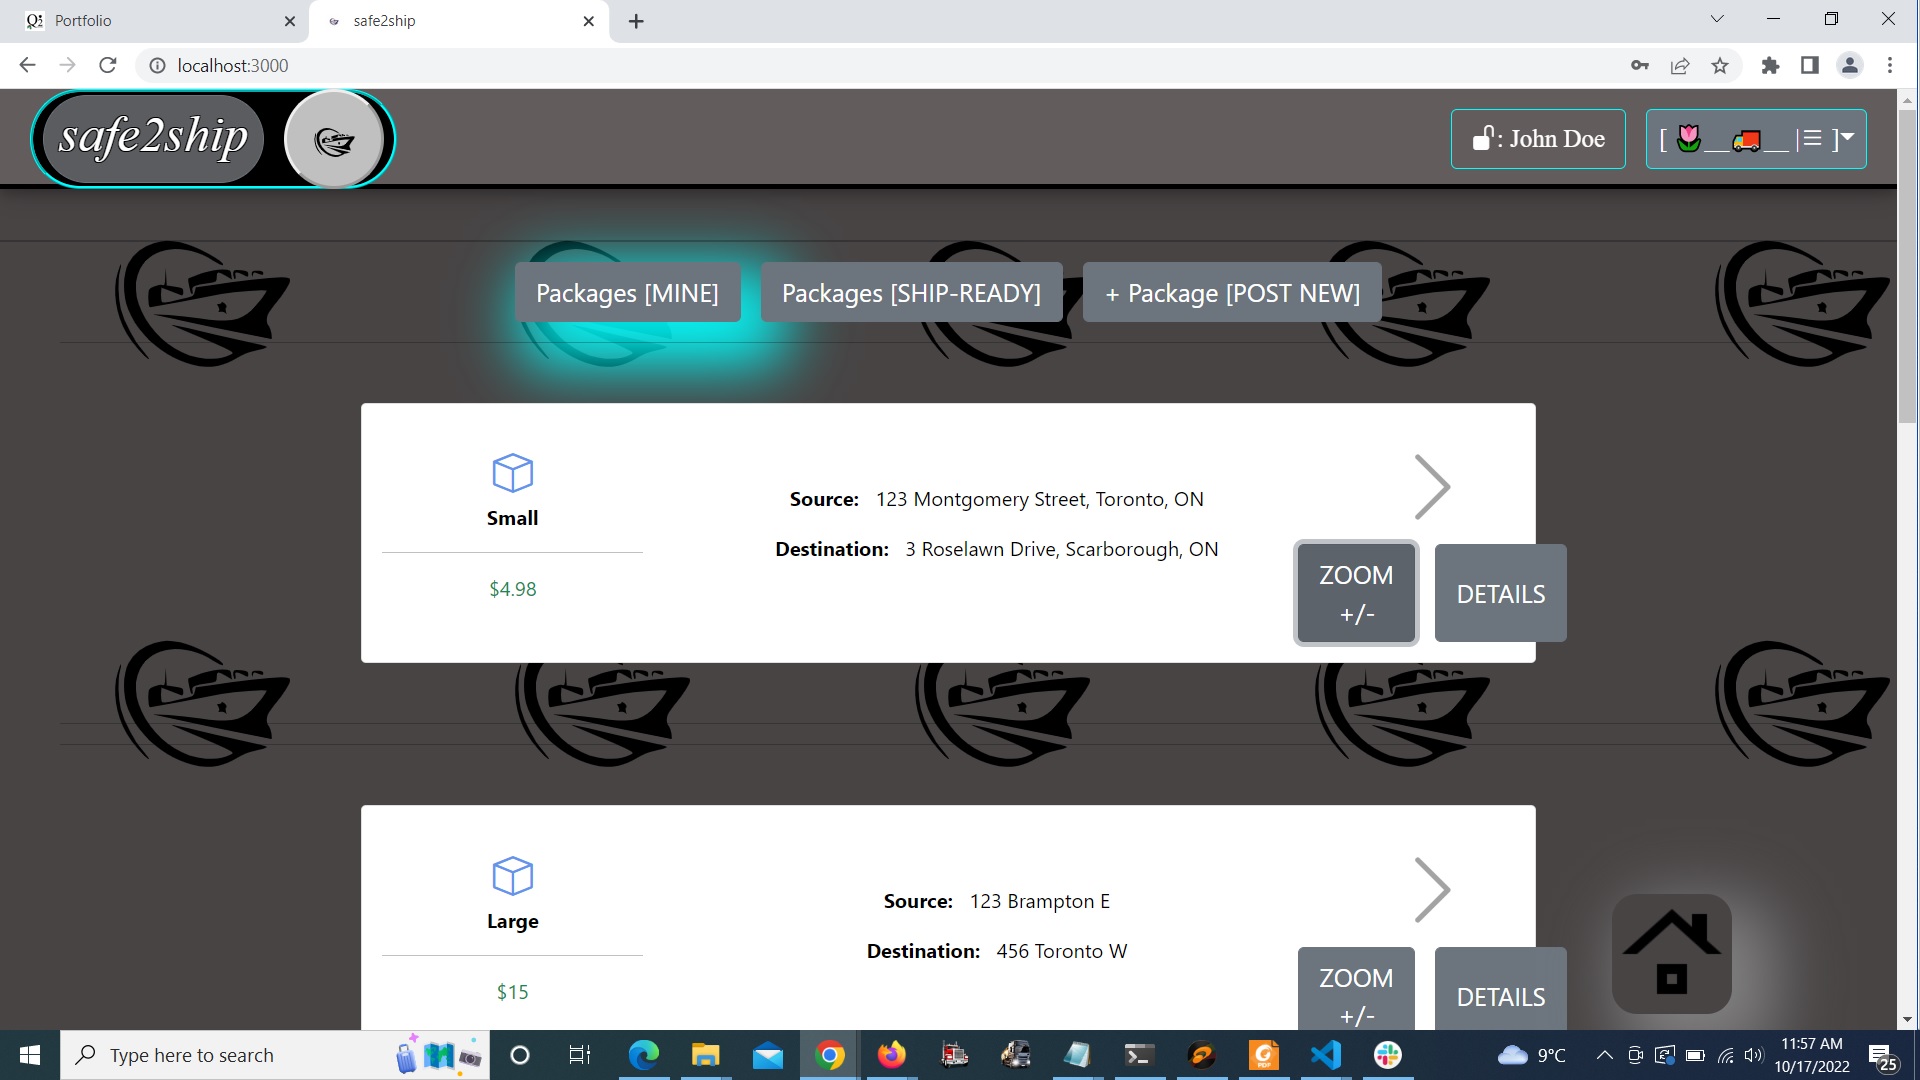 Portfolio
safe2ship
localhost:3000
safe2ship
: John Doe
[ __ __ | ☰ ]
Packages [MINE]
Packages [SHIP-READY]
+ Package [POST NEW]
Small
$4.98
Source: 123 Montgomery Street, Toronto, ON
Destination: 3 Roselawn Drive, Scarborough, ON
ZOOM
+/-
DETAILS
Large
$15
Source: 123 Brampton E
Destination: 456 Toronto W
ZOOM
+/-
DETAILS
Type here to search
9°C
11:57 AM
10/17/2022
25